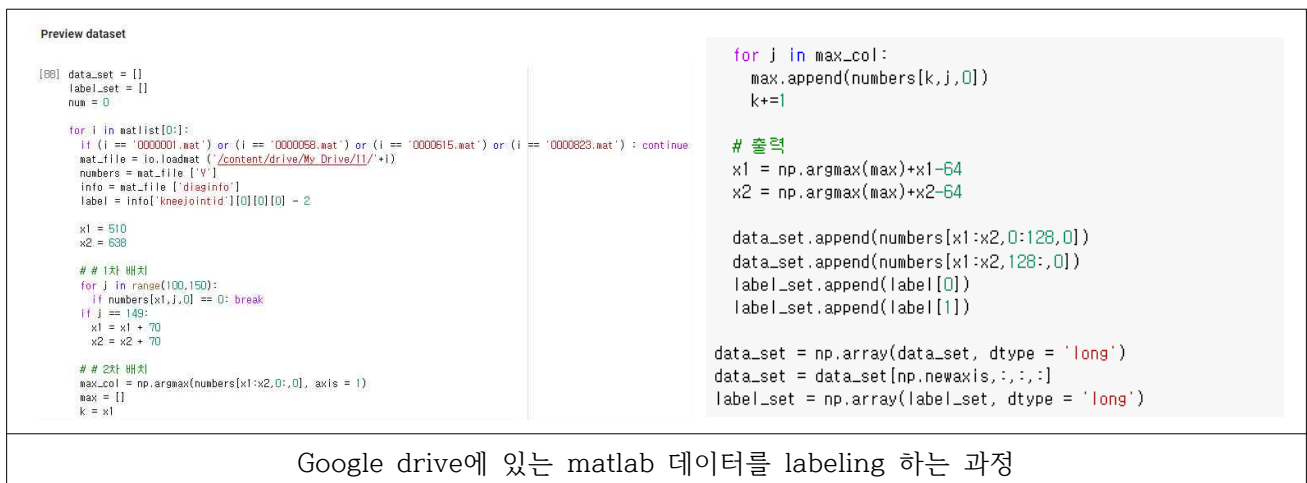 Preview dataset
[88] data_set = []
label_set = []
num = 0
for i in matlist[0:]:
if (i == '0000001.mat') or (i == '0000058.mat') or (i == '0000615.mat') or (i == '0000823.mat') : continue
mat_file = io.loadmat ('/content/drive/My Drive/11/'+i)
numbers = mat_file ['V']
info = mat_file ['diaginfo']
label = info['kneejointid'][0][0][0] - 2
x1 = 510
x2 = 638
# # 1차 배치
for j in range(100,150):
if numbers[x1,j,0] == 0: break
if j == 149:
x1 = x1 + 70
x2 = x2 + 70
# # 2차 배치
max_col = np.argmax(numbers[x1:x2,0:,0], axis = 1)
max = []
k = x1
for j in max_col:
max.append(numbers[k,j,0])
k+=1
# 출력
x1 = np.argmax(max)+x1-64
x2 = np.argmax(max)+x2-64
data_set.append(numbers[x1:x2,0:128,0])
data_set.append(numbers[x1:x2,128:,0])
label_set.append(label[0])
label_set.append(label[1])
data_set = np.array(data_set, dtype = 'long')
data_set = data_set[np.newaxis,:,:,:]
label_set = np.array(label_set, dtype = 'long')
Google drive에 있는 matlab 데이터를 labeling 하는 과정